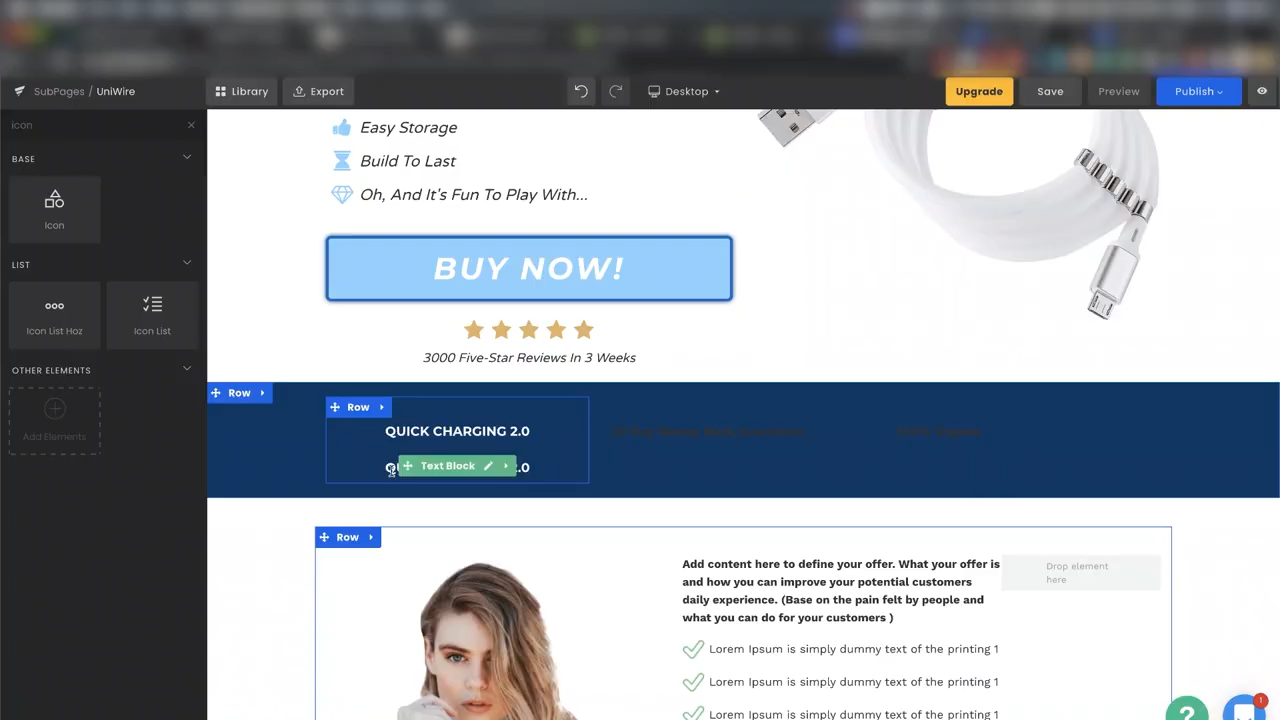 SubPages / UniWire
Library
Export
Desktop
Upgrade
Save
Preview
Publish
icon
BASE
Icon
LIST
Icon List Hoz
Icon List
OTHER ELEMENTS
Add Elements
Easy Storage
Build To Last
Oh, And It's Fun To Play With...
BUY NOW!
3000 Five-Star Reviews In 3 Weeks
Row
Row
QUICK CHARGING 2.0
Text Block
.0
Row
Add content here to define your offer. What your offer is
and how you can improve your potential customers
daily experience. (Base on the pain felt by people and
what you can do for your customers )
Drop element
here
Lorem Ipsum is simply dummy text of the printing 1
Lorem Ipsum is simply dummy text of the printing 1
Lorem Ipsum is simply dummy text of the printing 1
?
1